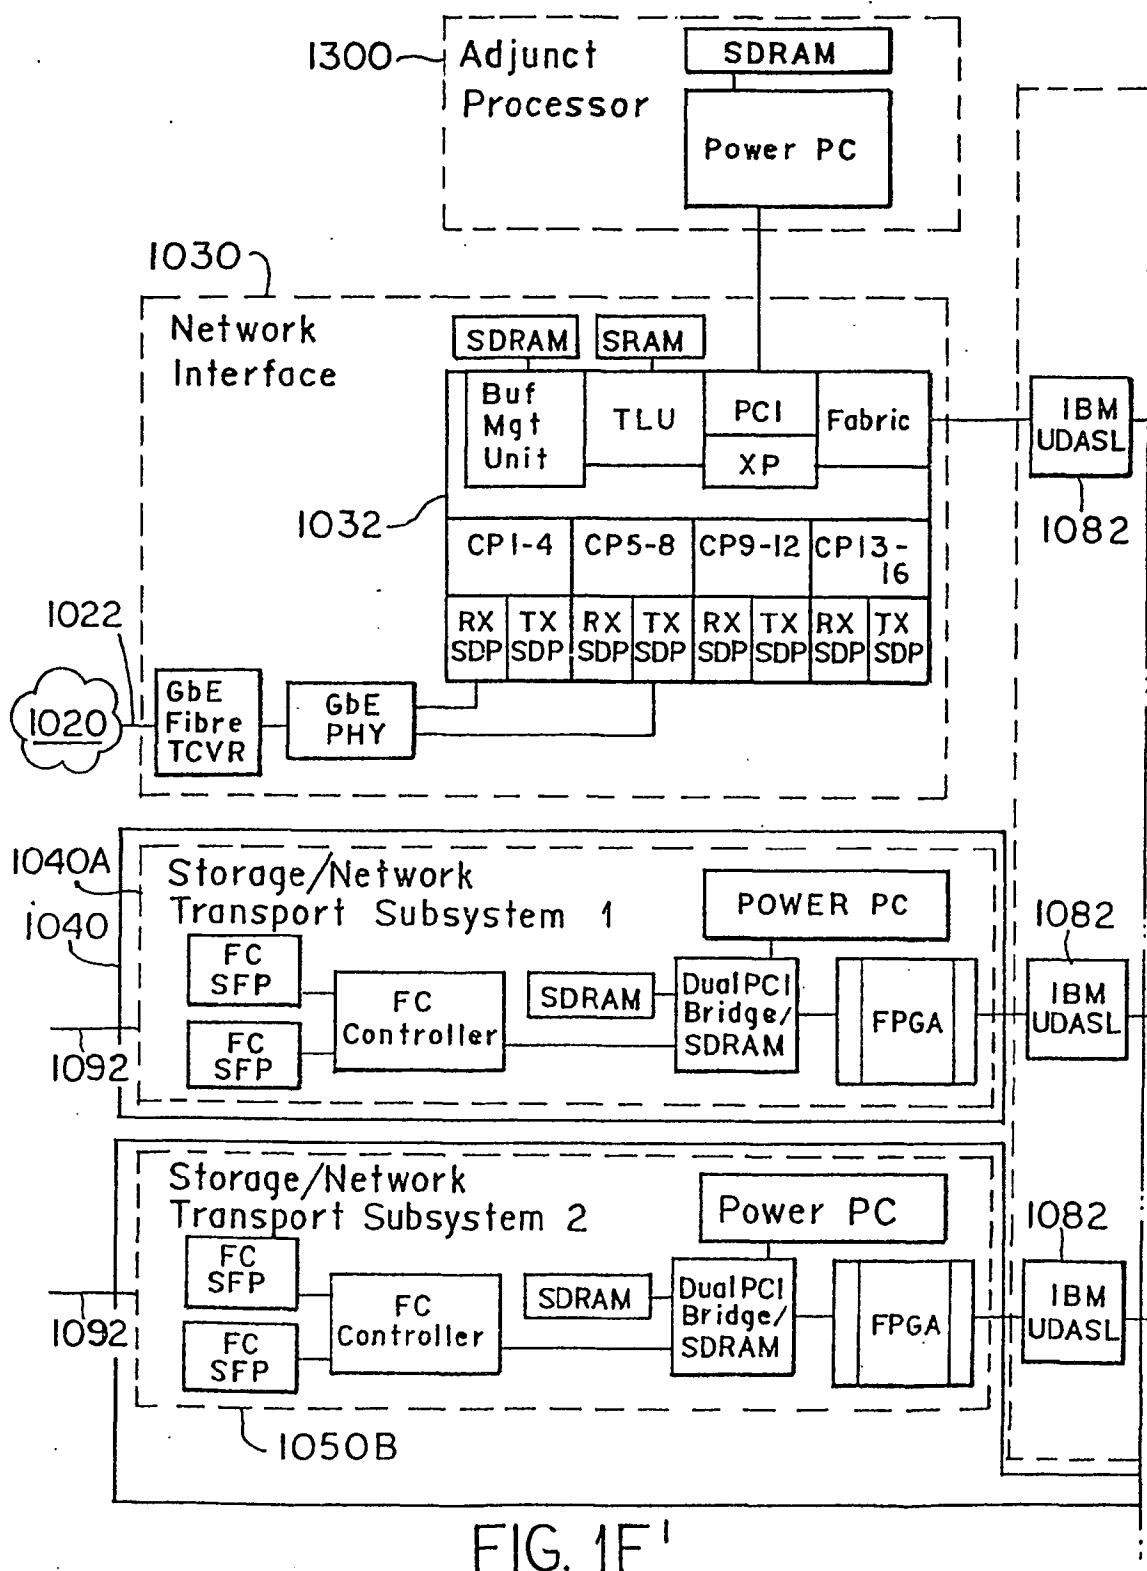 1300
Adjunct
Processor
SDRAM
Power PC
1030
Network
Interface
SDRAM
SRAM
Buf
Mgt
Unit
TLU
PCI
XP
Fabric
IBM
UDASL
1082
1032
CP1-4
CP5-8
CP9-12
CP13-
16
RX
SDP
TX
SDP
RX
SDP
TX
SDP
RX
SDP
TX
SDP
RX
SDP
TX
SDP
1022
1020
GbE
Fibre
TCVR
GbE
PHY
1040A
1040
Storage/Network
Transport Subsystem 1
POWER PC
1082
FC
SFP
FC
SFP
FC
Controller
SDRAM
Dual PCI
Bridge/
SDRAM
FPGA
IBM
UDASL
1092
Storage/Network
Transport Subsystem 2
Power PC
1082
FC
SFP
FC
SFP
FC
Controller
SDRAM
Dual PCI
Bridge/
SDRAM
FPGA
IBM
UDASL
1092
1050B
FIG. 1F'